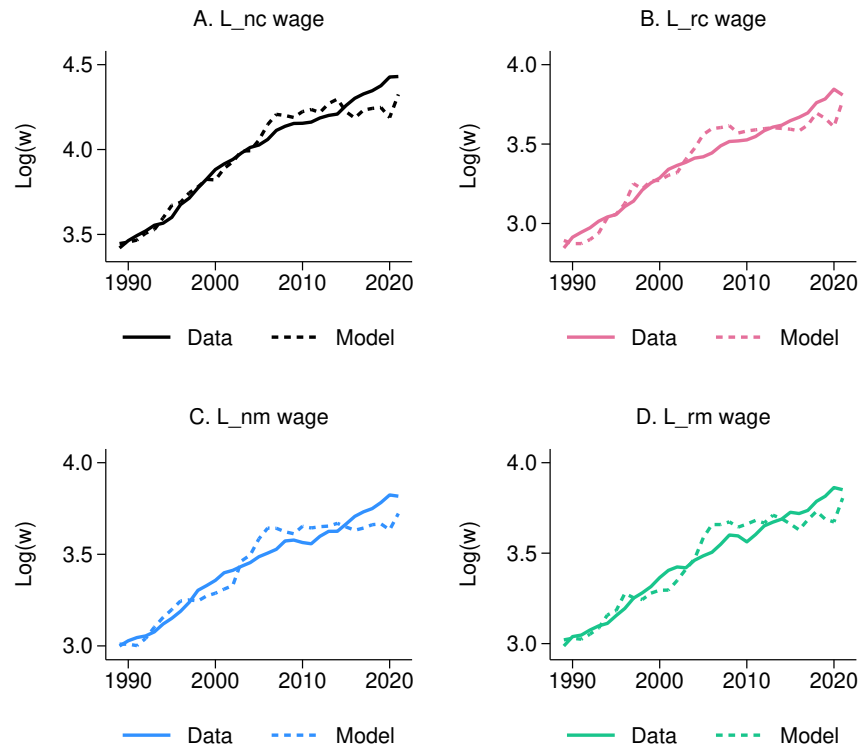 A. L_nc wage
B. L_rc wage
Log(w)
4.5
4.0
3.5
1990 2000 2010 2020
Data Model
Log(w)
4.0
3.5
3.0
1990 2000 2010 2020
Data Model
C. L_nm wage
D. L_rm wage
Log(w)
4.0
3.5
3.0
1990 2000 2010 2020
Data Model
Log(w)
4.0
3.5
3.0
1990 2000 2010 2020
Data Model